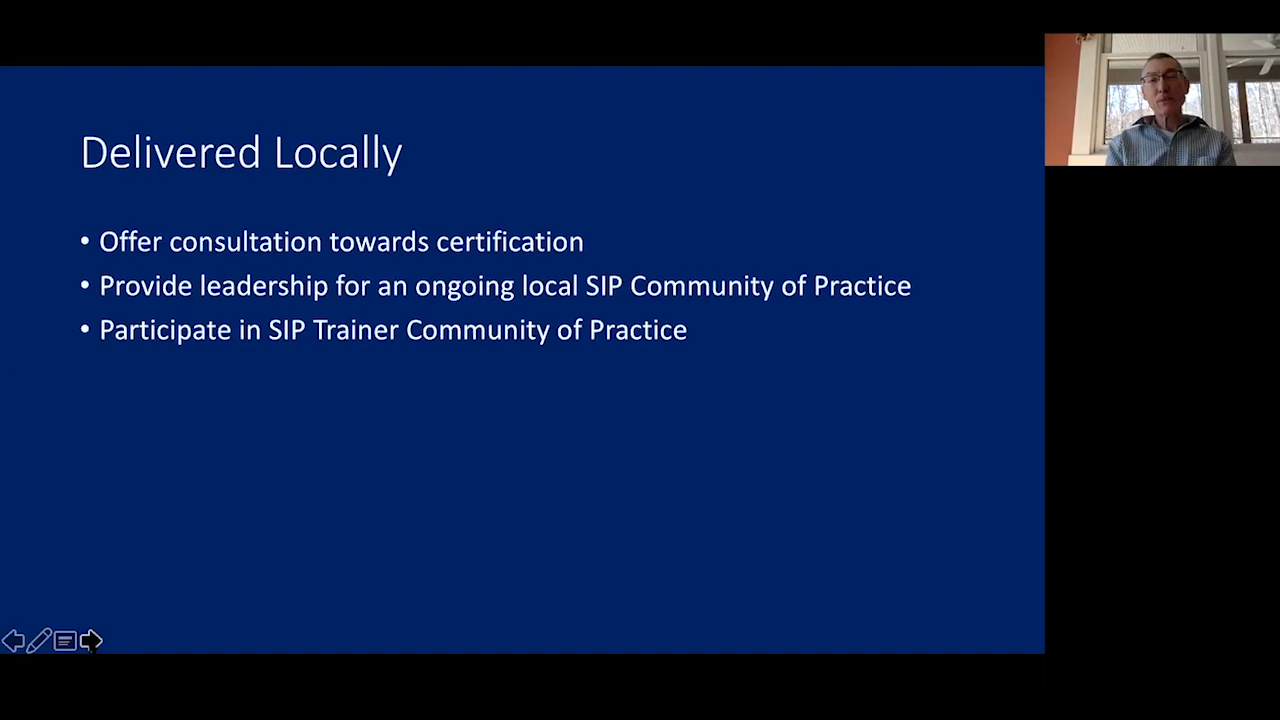 Delivered Locally
• Offer consultation towards certification
• Provide leadership for an ongoing local SIP Community of Practice
• Participate in SIP Trainer Community of Practice